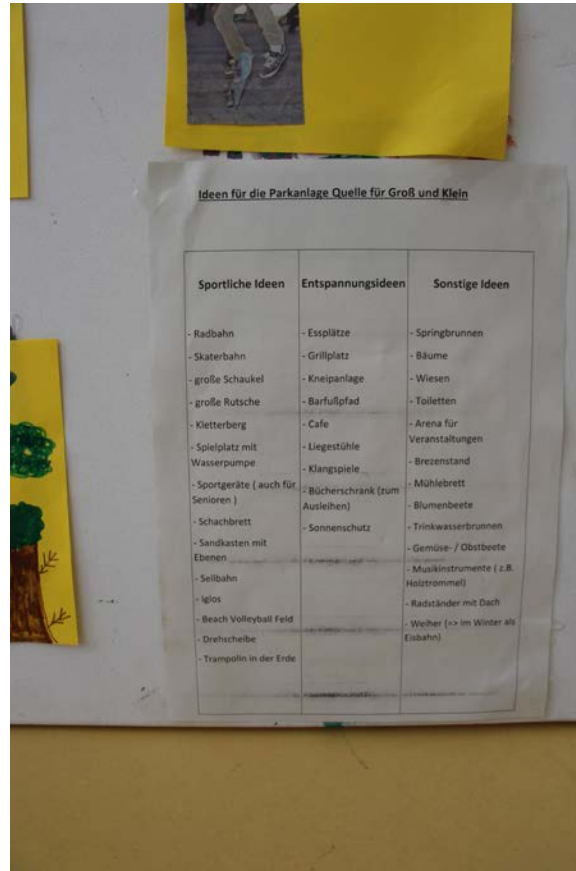 Ideen für die Parkanlage Quelle für Groß und Klein
Sportliche Ideen
- Radbahn
- Skaterbahn
- große Schaukel
- große Rutsche
- Kletterberg
- Spielplatz mit
Wasserpumpe
- Sportgeräte ( auch für
Senioren )
- Schachbrett
- Sandkasten mit
Ebenen
- Seilbahn
- Iglos
- Beach Volleyball Feld
- Drehscheibe
- Trampolin in der Erde
Entspannungsideen
- Essplätze
- Grillplatz
- Kneipanlage
- Barfußpfad
- Cafe
- Liegestühle
- Klangspiele
- Bücherschrank (zum
Ausleihen)
- Sonnenschutz
Sonstige Ideen
- Springbrunnen
- Bäume
- Wiesen
- Toiletten
- Arena für
Veranstaltungen
- Brezenstand
- Mühlebrett
- Blumenbeete
- Trinkwasserbrunnen
- Gemüse- / Obstbeete
- Musikinstrumente ( z.B.
Holztrommel)
- Radständer mit Dach
- Weiher (=> im Winter als
Eisbahn)